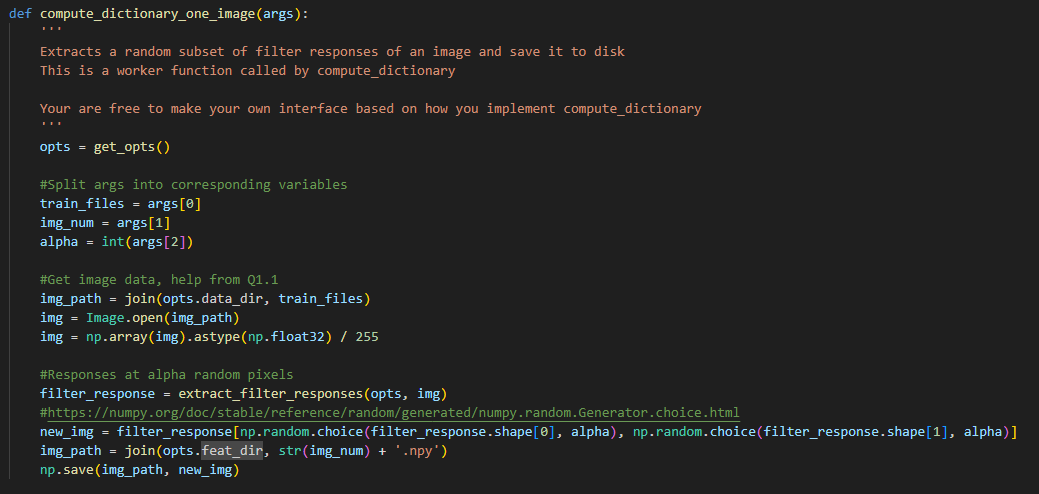 def compute_dictionary_one_image(args):
    '''
    Extracts a random subset of filter responses of an image and save it to disk
    This is a worker function called by compute_dictionary

    Your are free to make your own interface based on how you implement compute_dictionary
    '''
    opts = get_opts()

    #Split args into corresponding variables
    train_files = args[0]
    img_num = args[1]
    alpha = int(args[2])

    #Get image data, help from Q1.1
    img_path = join(opts.data_dir, train_files)
    img = Image.open(img_path)
    img = np.array(img).astype(np.float32) / 255

    #Responses at alpha random pixels
    filter_response = extract_filter_responses(opts, img)
    #https://numpy.org/doc/stable/reference/random/generated/numpy.random.Generator.choice.html
    new_img = filter_response[np.random.choice(filter_response.shape[0], alpha), np.random.choice(filter_response.shape[1], alpha)]
    img_path = join(opts.feat_dir, str(img_num) + '.npy')
    np.save(img_path, new_img)